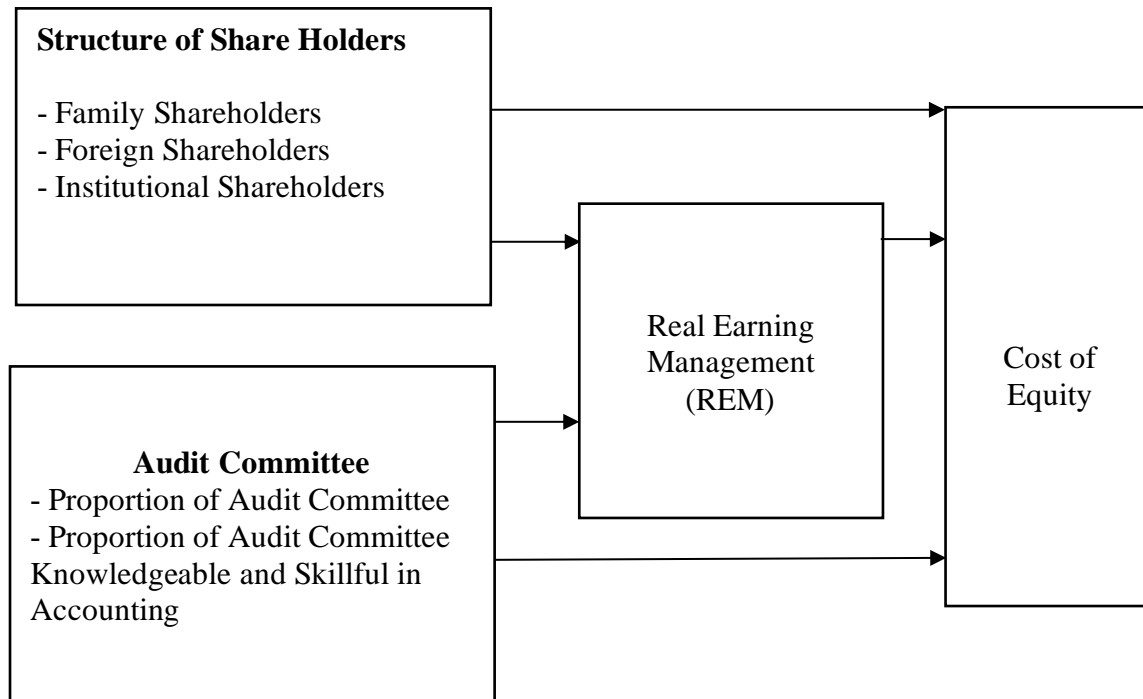 Structure of Share Holders
- Family Shareholders
- Foreign Shareholders
- Institutional Shareholders
Real Earning
Management
(REM)
Cost of
Equity
Audit Committee
- Proportion of Audit Committee
- Proportion of Audit Committee
Knowledgeable and Skillful in
Accounting